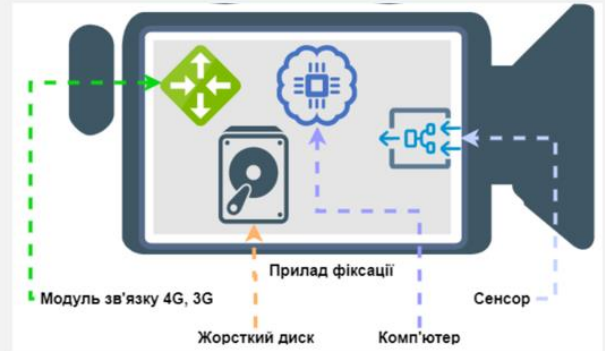 Прилад фіксації
Модуль зв'язку 4G, 3G
Сенсор
Жорсткий диск
Комп'ютер